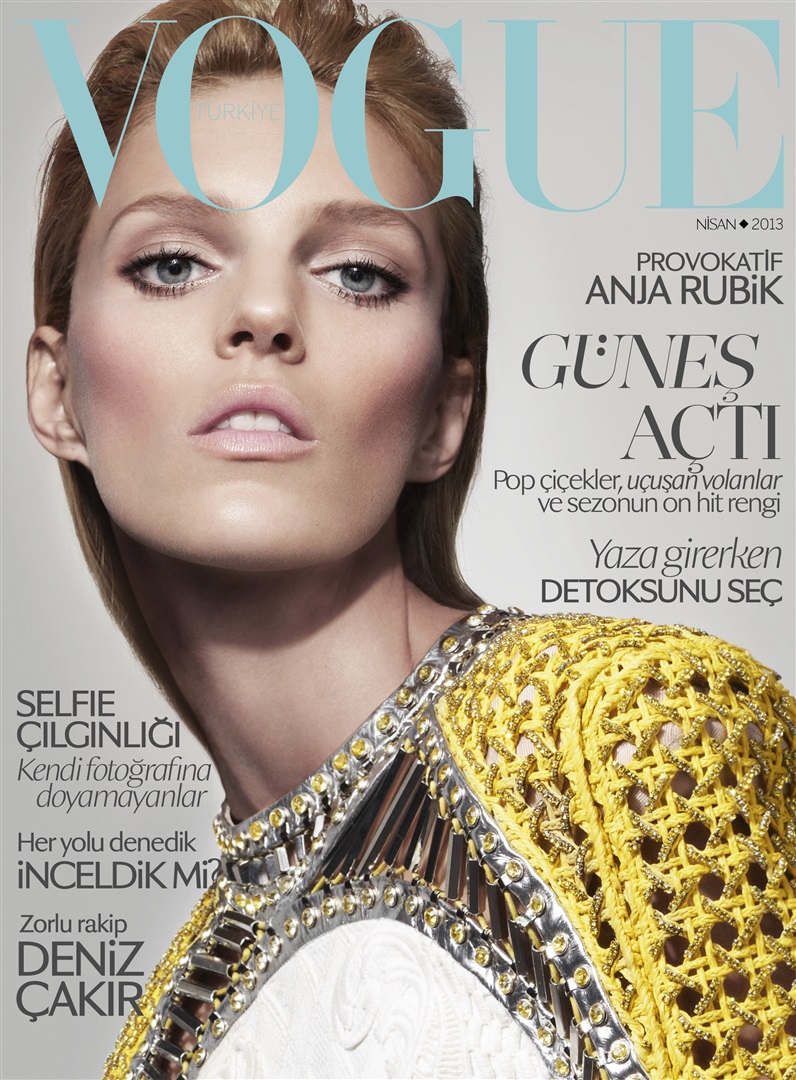 VOGUE
TÜRKİYE
NİSAN ◆ 2013
PROVOKATİF
ANJA RUBİK
GÜNEŞ
AÇTI
Pop çiçekler, uçuşan volanlar
ve sezonun on hit rengi
Yaza girerken
DETOKSUNU SEÇ
SELFIE
ÇILGINLIĞI
Kendi fotoğrafına
doyamayanlar
Her yolu denedik
İNCELDİK Mİ?
Zorlu rakip
DENİZ
ÇAKIR